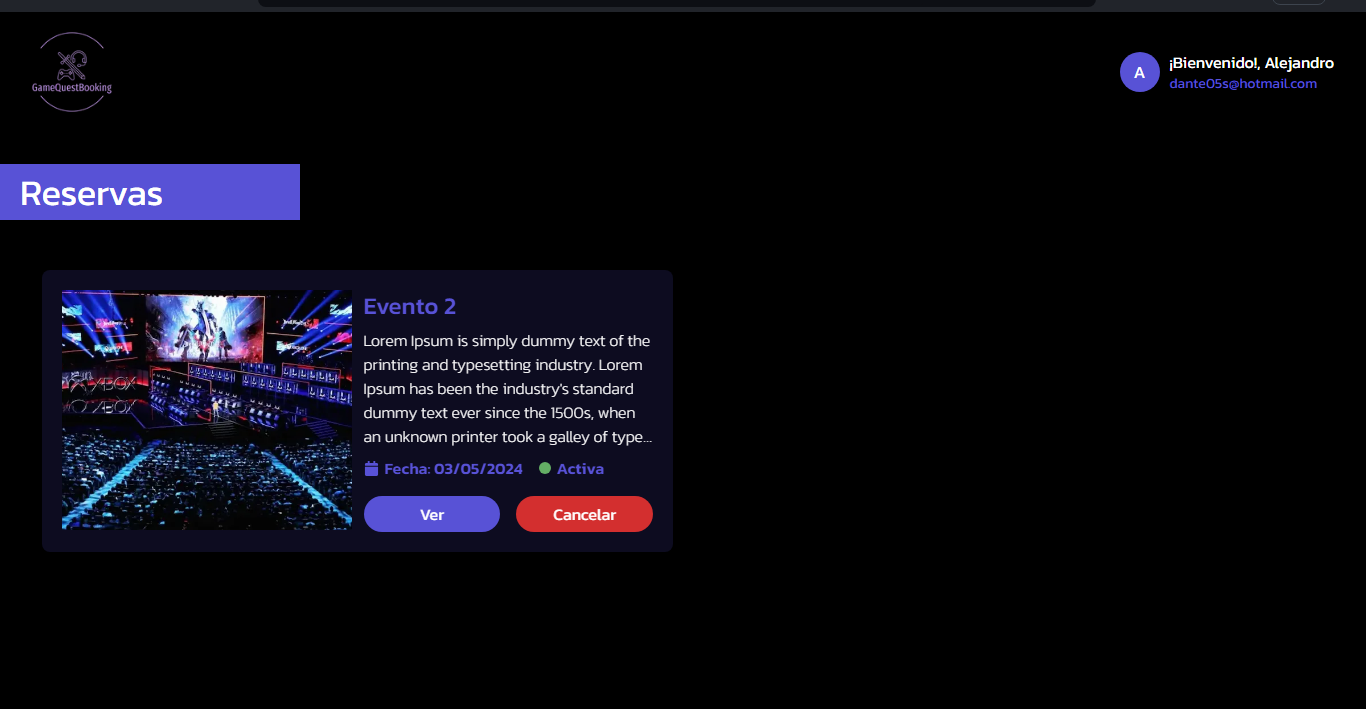 GameQuestBooking
A
¡Bienvenido!, Alejandro
dante05s@hotmail.com
Reservas
XBOX
Evento 2
Lorem Ipsum is simply dummy text of the
printing and typesetting industry. Lorem
Ipsum has been the industry's standard
dummy text ever since the 1500s, when
an unknown printer took a galley of type...
Fecha: 03/05/2024
Activa
Ver
Cancelar